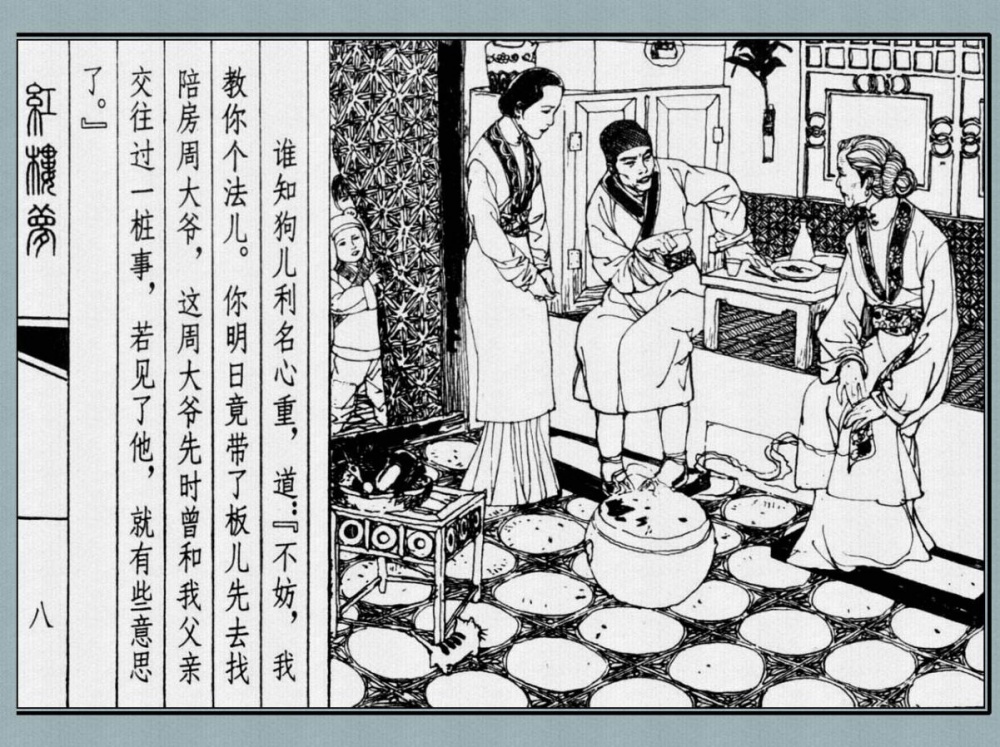 谁知狗儿利名心重，道：『不妨，我
教你个法儿。你明日竟带了板儿先去找
陪房周大爷，这周大爷先时曾和我父亲
交往过一桩事，若见了他，就有些意思
了。』
紅樓夢
八